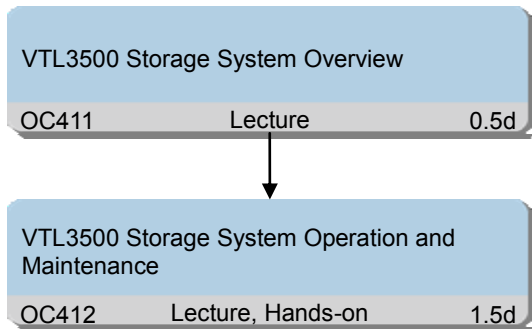 VTL3500 Storage System Overview
OC411 Lecture 0.5d
VTL3500 Storage System Operation and
Maintenance
OC412 Lecture, Hands-on 1.5d